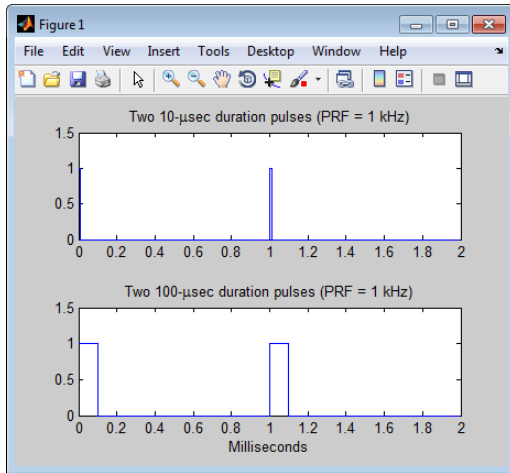 Figure 1
File Edit View Insert Tools Desktop Window Help
Two 10-µsec duration pulses (PRF = 1 kHz)
1.5
1
0.5
0
0 0.2 0.4 0.6 0.8 1 1.2 1.4 1.6 1.8 2
Two 100-µsec duration pulses (PRF = 1 kHz)
1.5
1
0.5
0
0 0.2 0.4 0.6 0.8 1 1.2 1.4 1.6 1.8 2
Milliseconds